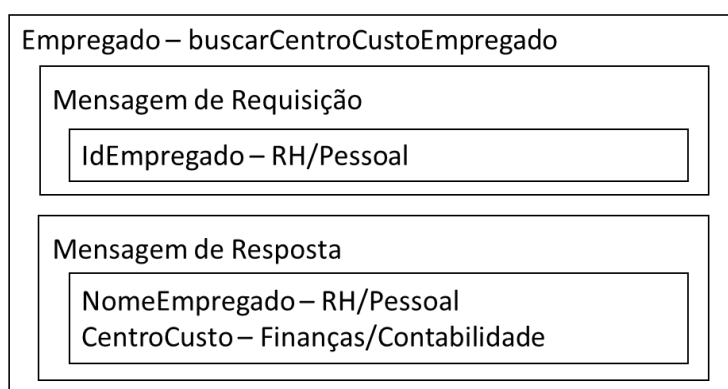 Empregado – buscarCentroCustoEmpregado
Mensagem de Requisição
IdEmpregado – RH/Pessoal
Mensagem de Resposta
NomeEmpregado – RH/Pessoal
CentroCusto – Finanças/Contabilidade